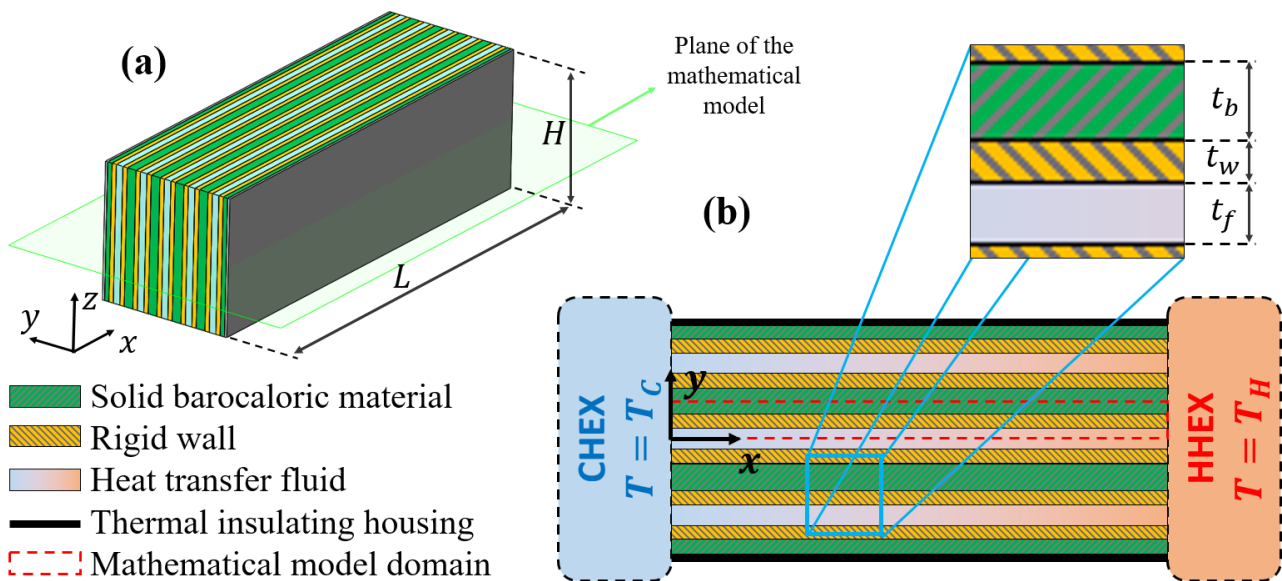 (a)
Plane of the
mathematical
model
H
L
z
y
x
t_b
t_w
t_f
(b)
Solid barocaloric material
Rigid wall
Heat transfer fluid
Thermal insulating housing
Mathematical model domain
CHEX
T = T_C
y
x
HHEX
T = T_H